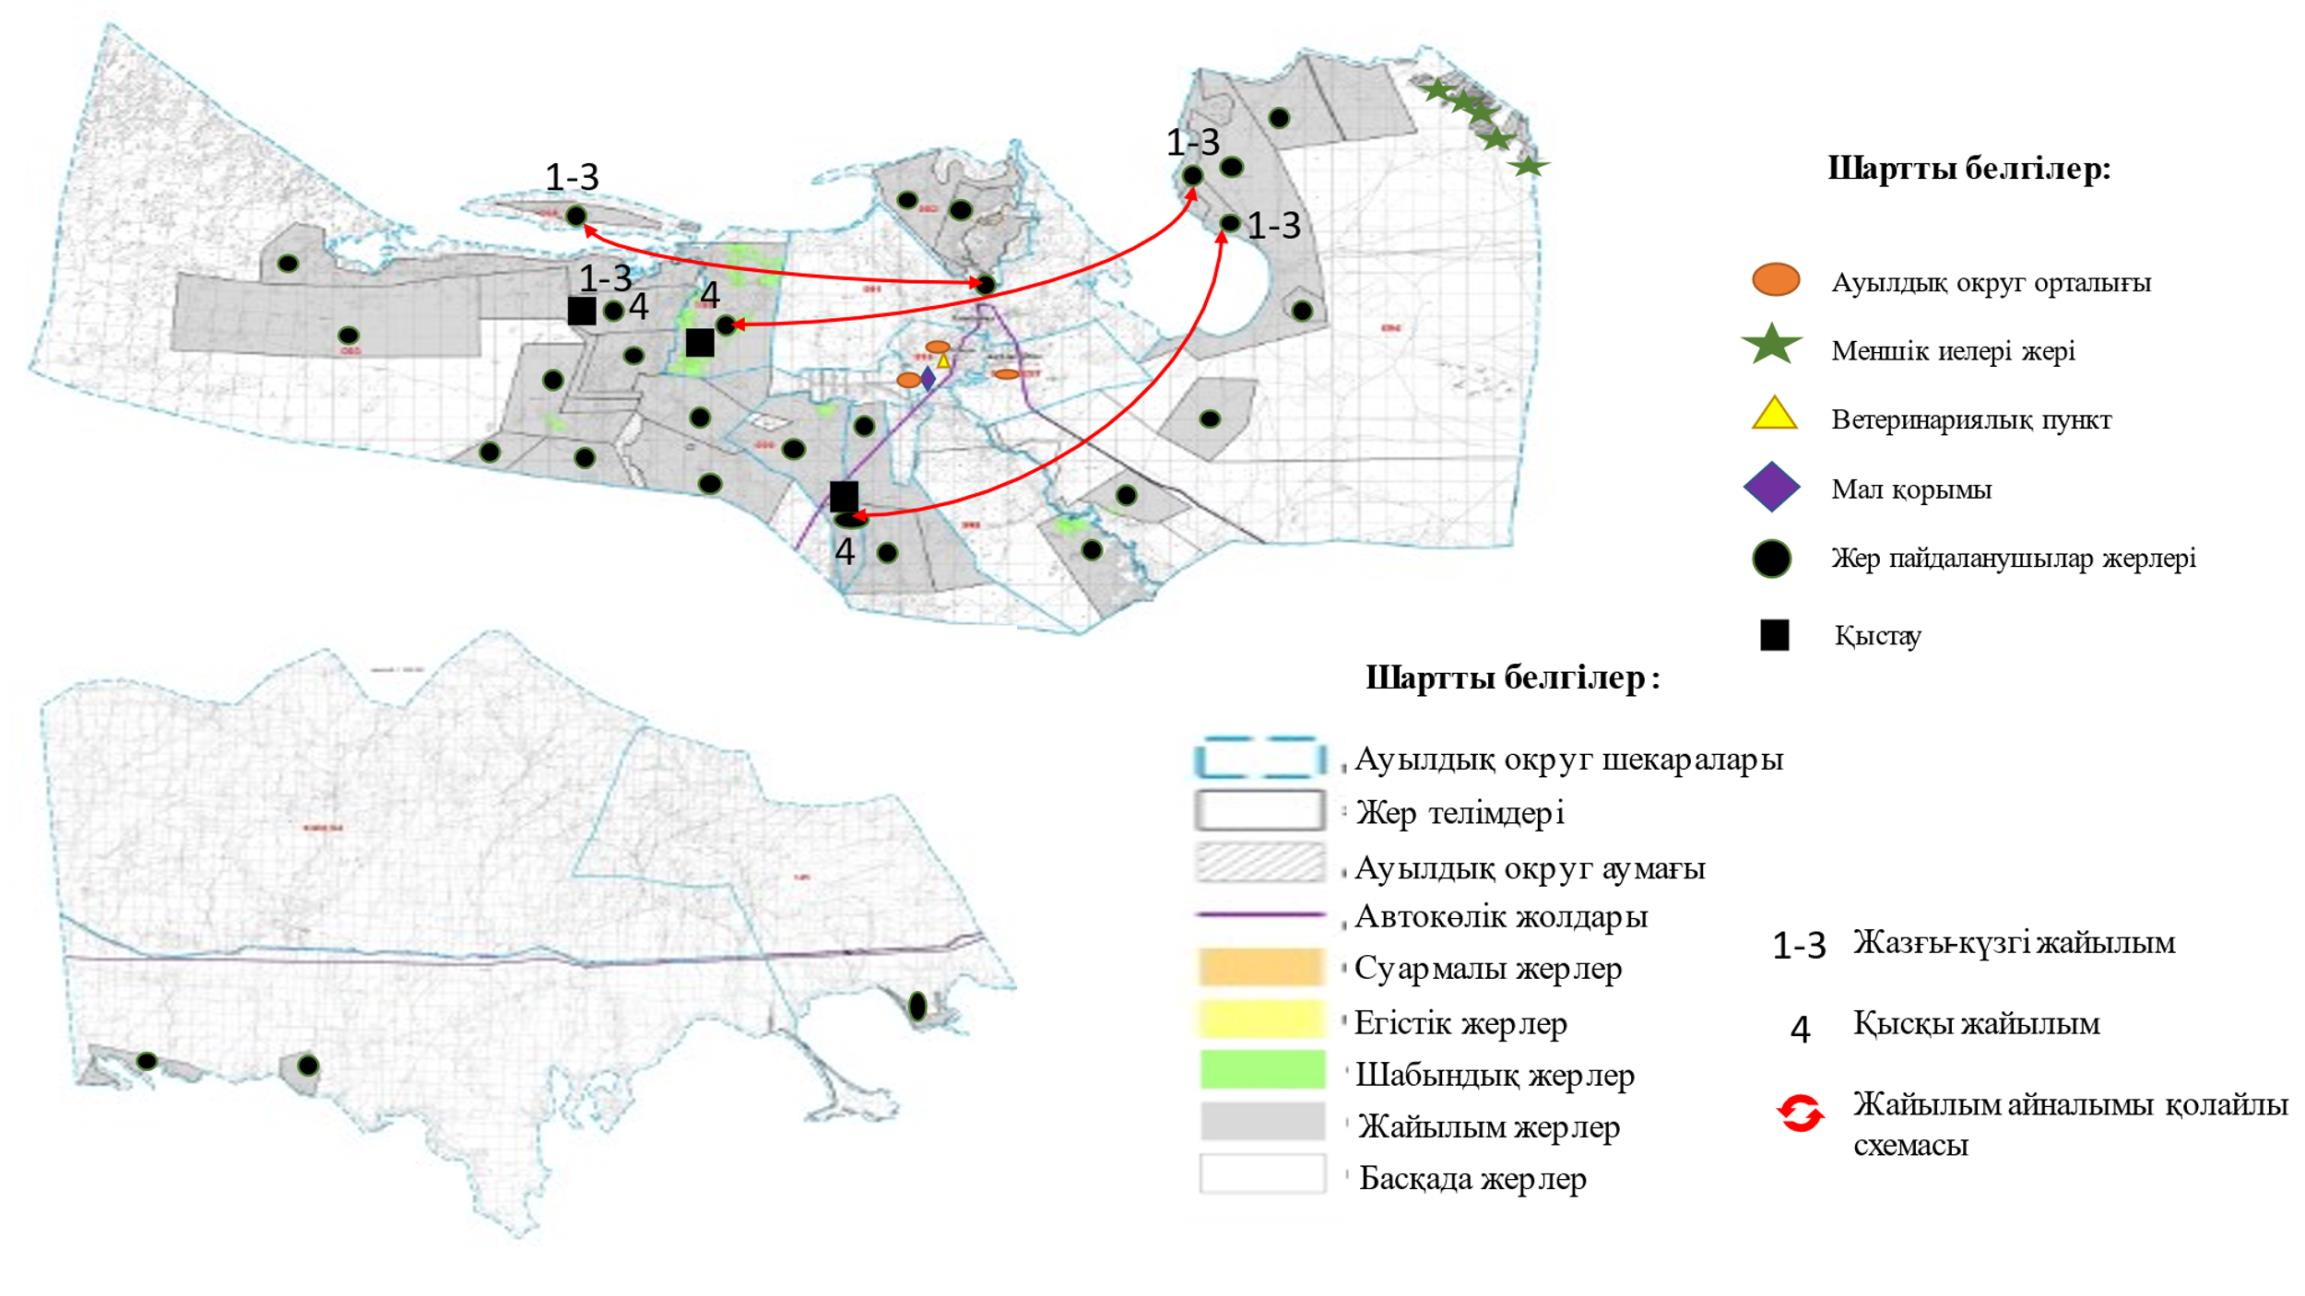 1-3
1-3
1-3
1-3
4
4
4
Шартты белгілер:
Ауылдық округ орталығы
Меншік иелері жері
Ветеринариялық пункт
Мал қорымы
Жер пайдаланушылар жерлері
Қыстау
Шартты белгілер:
Ауылдық округ шекаралары
Жер телімдері
Ауылдық округ аумағы
Автокөлік жолдары
Суармалы жерлер
Егістік жерлер
Шабындық жерлер
Жайылым жерлер
Басқада жерлер
1-3 Жазғы-күзгі жайылым
4 Қысқы жайылым
Жайылым айналымы қолайлы
схемасы